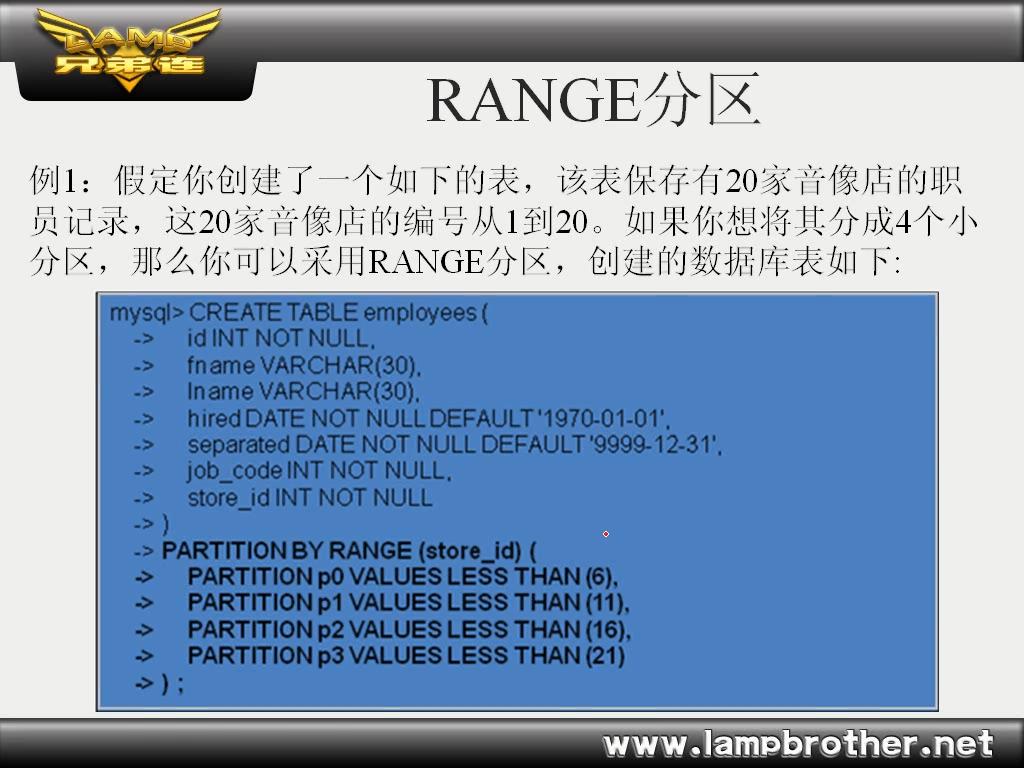 LAMP
兄弟连
RANGE分区
例1：假定你创建了一个如下的表，该表保存有20家音像店的职
员记录，这20家音像店的编号从1到20。如果你想将其分成4个小
分区，那么你可以采用RANGE分区，创建的数据库表如下:
mysql> CREATE TABLE employees (
-> id INT NOT NULL,
-> fname VARCHAR(30),
-> lname VARCHAR(30),
-> hired DATE NOT NULL DEFAULT '1970-01-01',
-> separated DATE NOT NULL DEFAULT '9999-12-31',
-> job_code INT NOT NULL,
-> store_id INT NOT NULL
-> )
-> PARTITION BY RANGE (store_id) (
-> PARTITION p0 VALUES LESS THAN (6),
-> PARTITION p1 VALUES LESS THAN (11),
-> PARTITION p2 VALUES LESS THAN (16),
-> PARTITION p3 VALUES LESS THAN (21)
-> ) ;
www.lampbrother.net